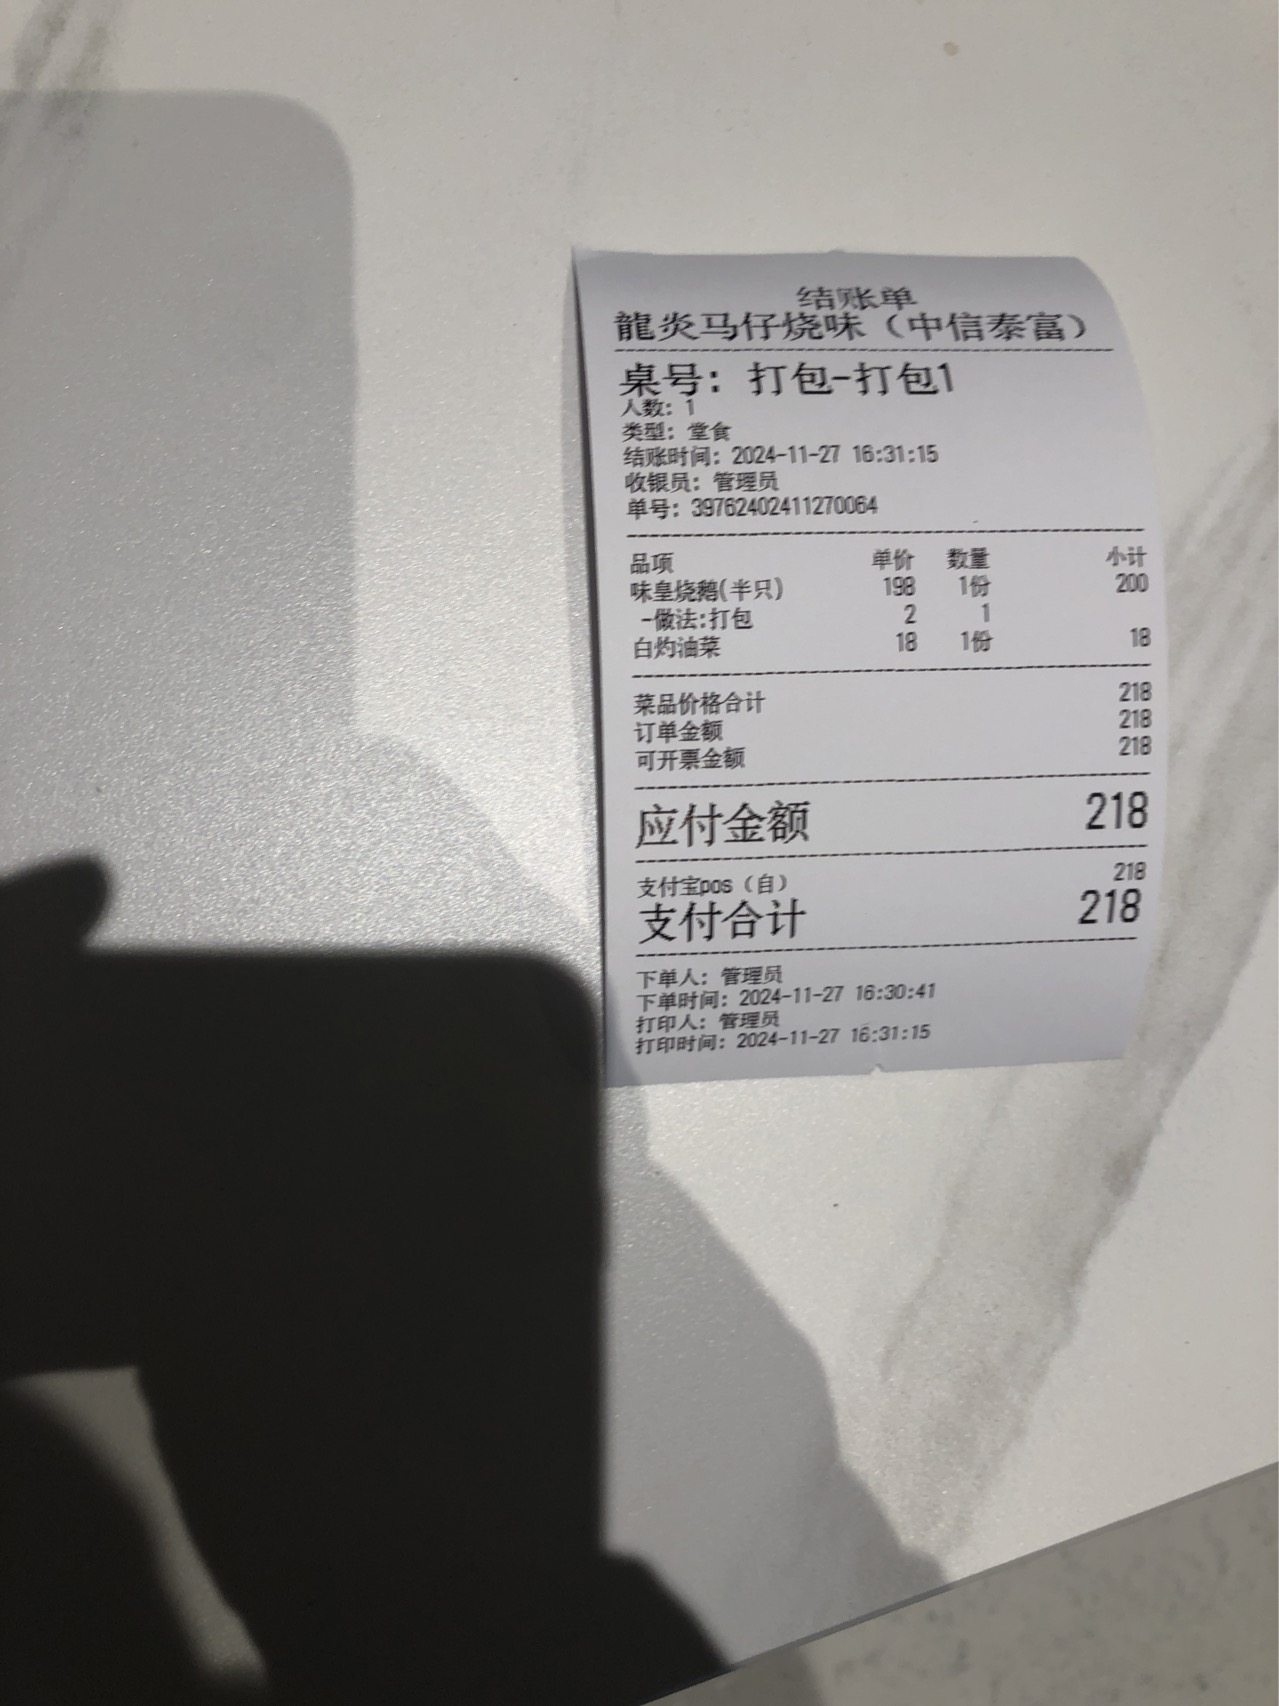 结账单
龍炎马仔烧味（中信泰富）
桌号：打包-打包1
人数：1
类型：堂食
结账时间：2024-11-27 16:31:15
收银员：管理员
单号：39762402411270064
品项 单价 数量 小计
味皇烧鹅(半只) 198 1份 200
-做法:打包 2 1
白灼油菜 18 1份 18
菜品价格合计 218
订单金额 218
可开票金额 218
应付金额 218
支付宝pos（自） 218
支付合计 218
下单人：管理员
下单时间：2024-11-27 16:30:41
打印人：管理员
打印时间：2024-11-27 16:31:15